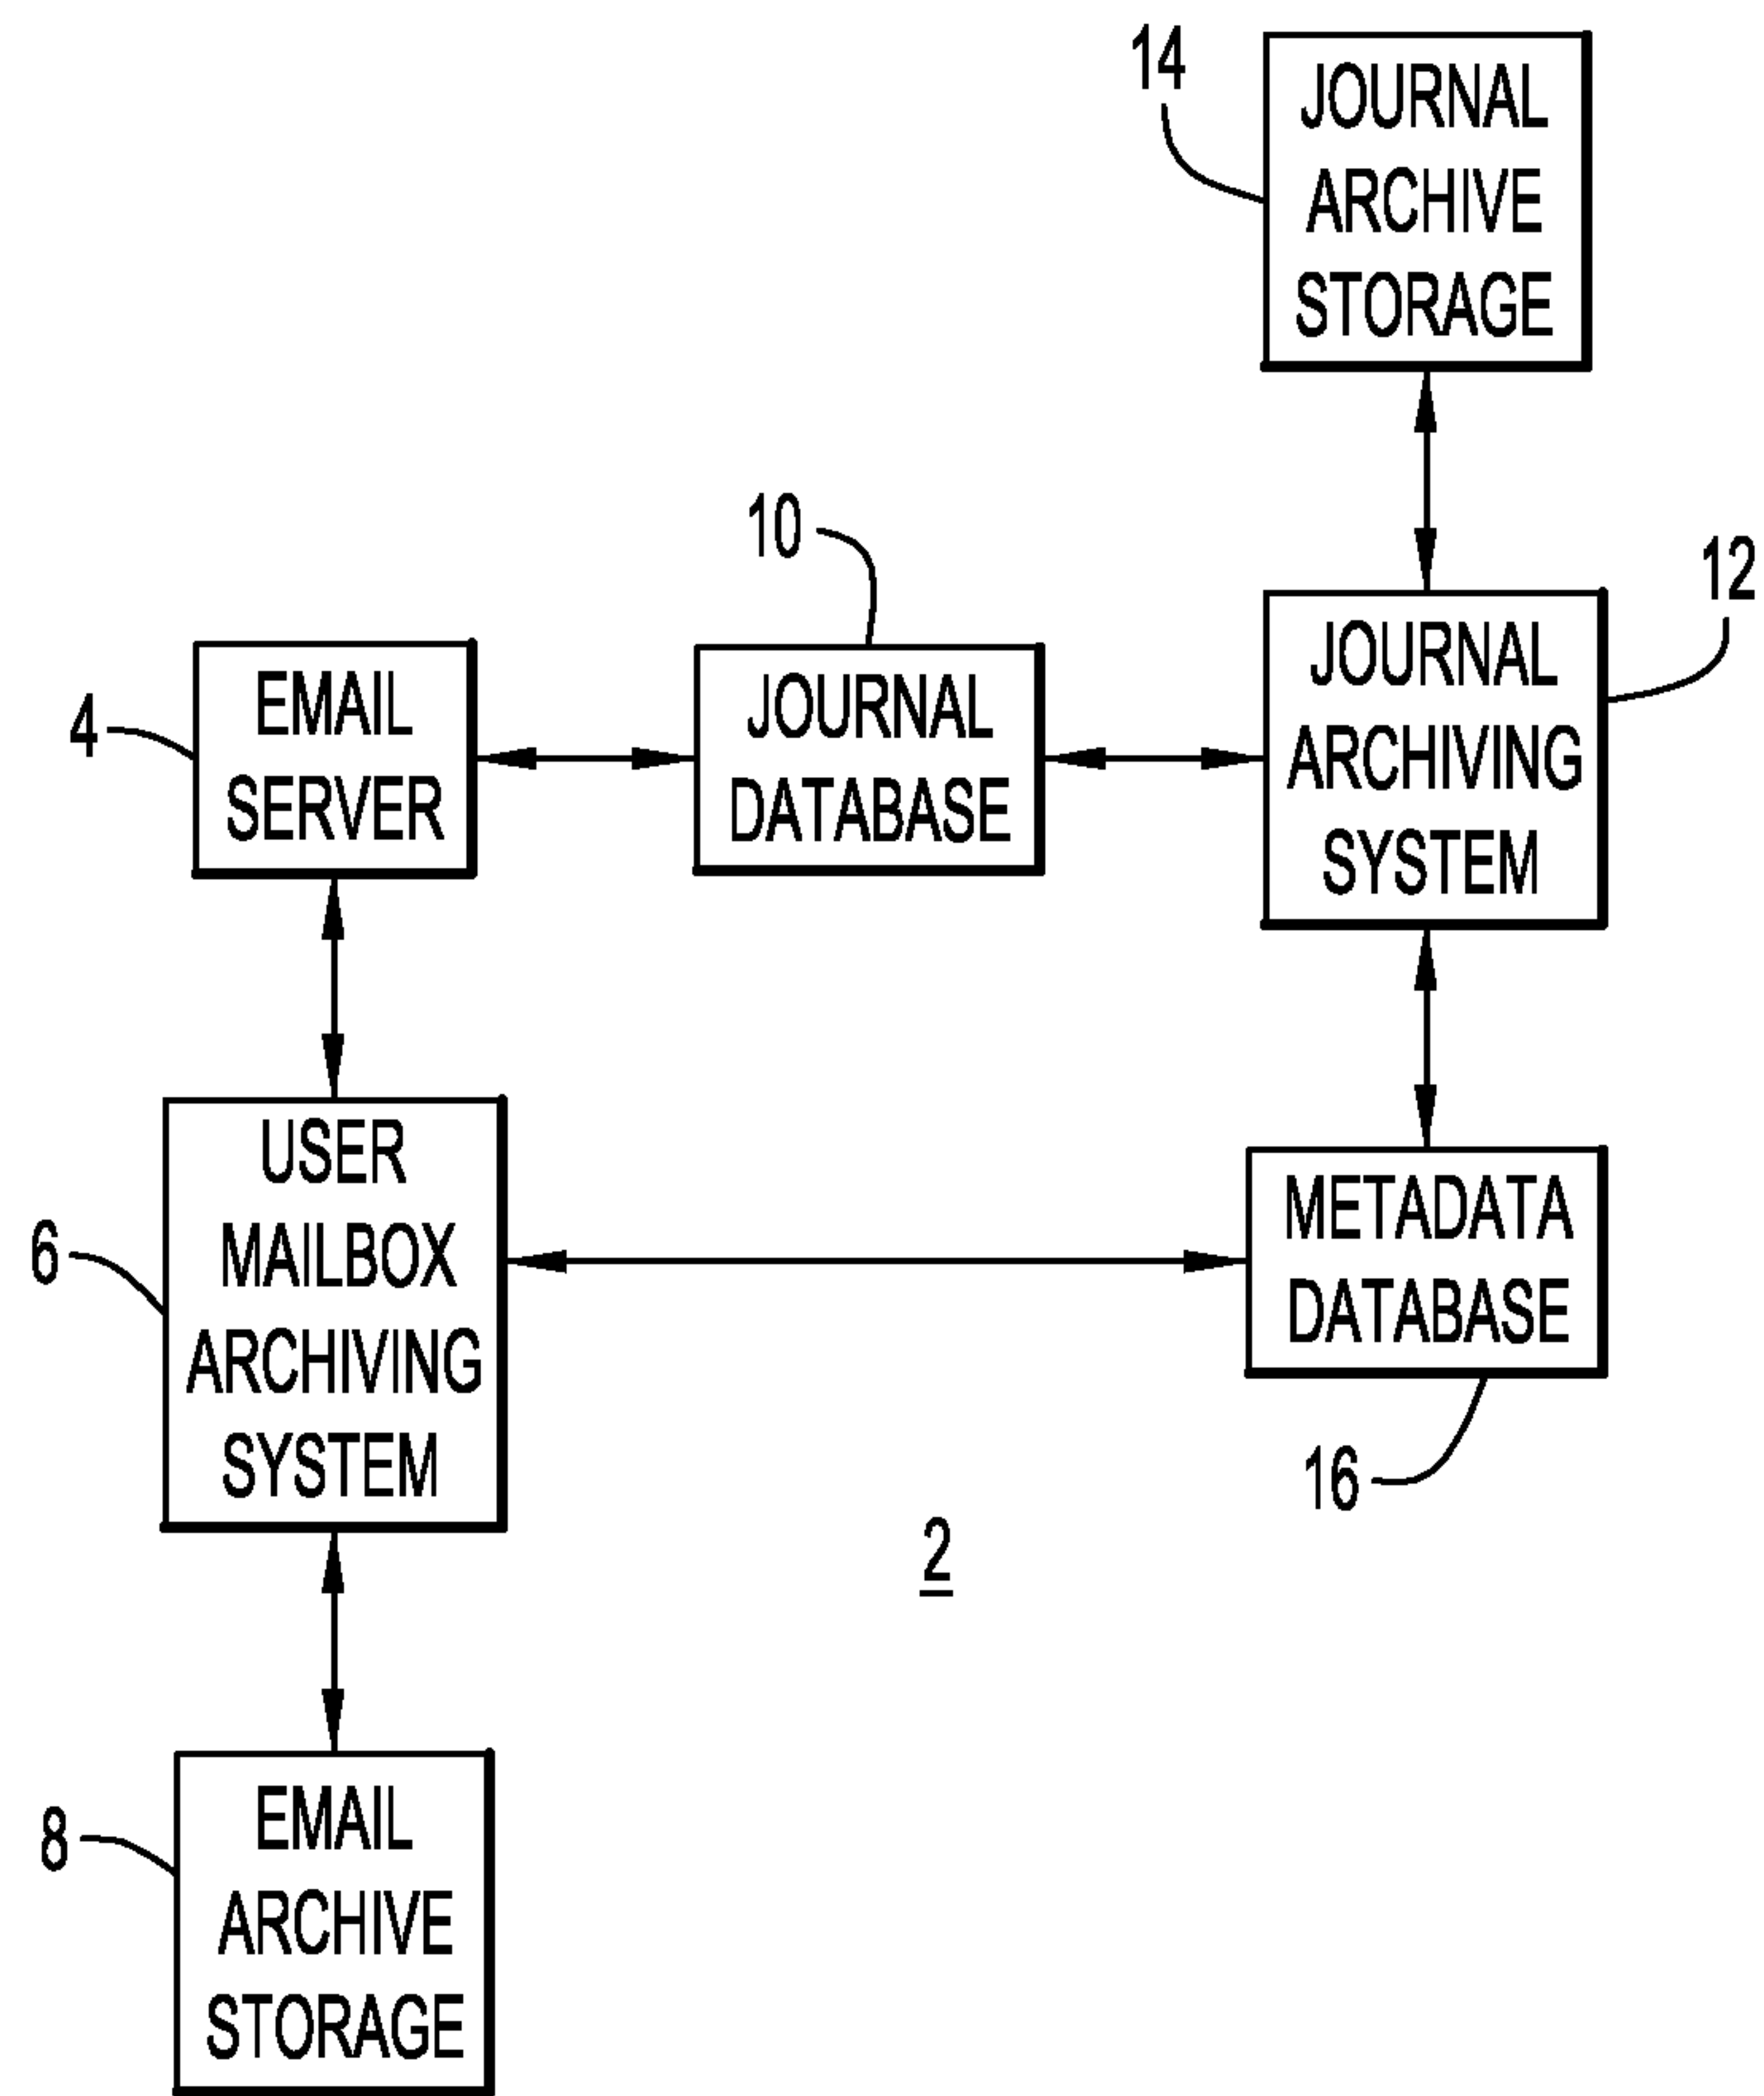 14
JOURNAL
ARCHIVE
STORAGE
10
12
4
EMAIL
SERVER
JOURNAL
DATABASE
JOURNAL
ARCHIVING
SYSTEM
6
USER
MAILBOX
ARCHIVING
SYSTEM
METADATA
DATABASE
16
2
8
EMAIL
ARCHIVE
STORAGE